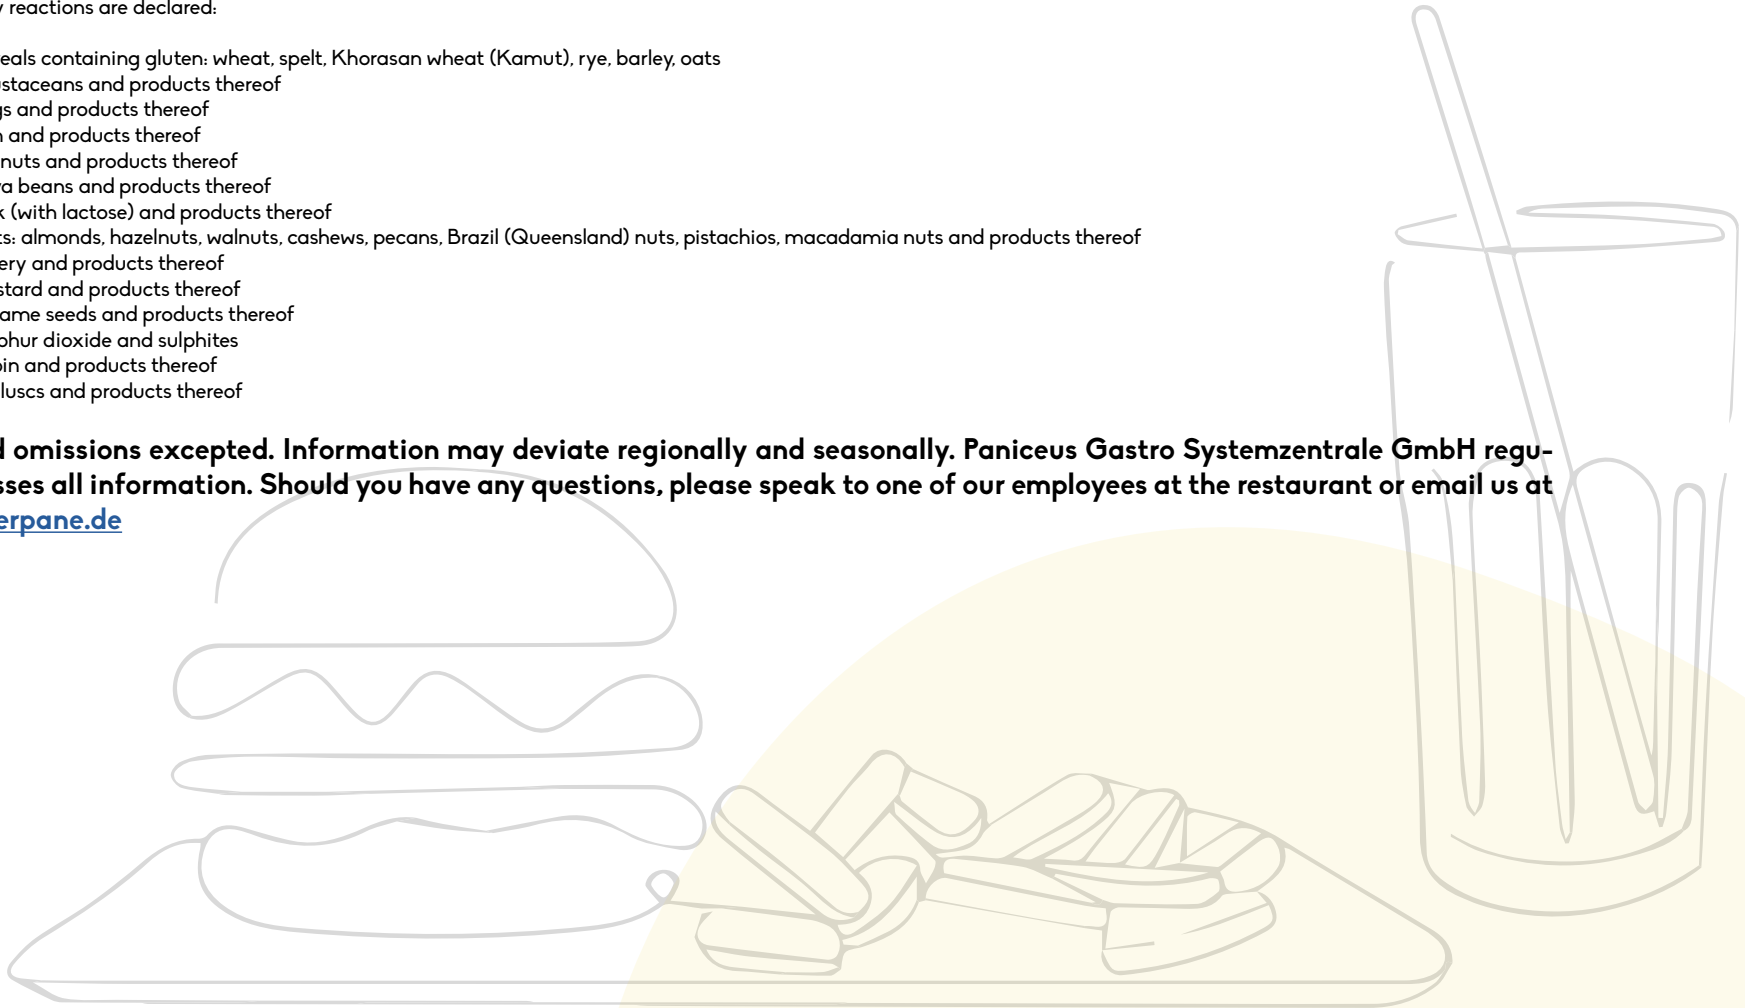 y reactions are declared:
eals containing gluten: wheat, spelt, Khorasan wheat (Kamut), rye, barley, oats
ustaceans and products thereof
gs and products thereof
n and products thereof
nuts and products thereof
ya beans and products thereof
k (with lactose) and products thereof
ts: almonds, hazelnuts, walnuts, cashews, pecans, Brazil (Queensland) nuts, pistachios, macadamia nuts and products thereof
ery and products thereof
stard and products thereof
ame seeds and products thereof
phur dioxide and sulphites
pin and products thereof
luscs and products thereof
d omissions excepted. Information may deviate regionally and seasonally. Paniceus Gastro Systemzentrale GmbH regu-
sses all information. Should you have any questions, please speak to one of our employees at the restaurant or email us at
erpane.de